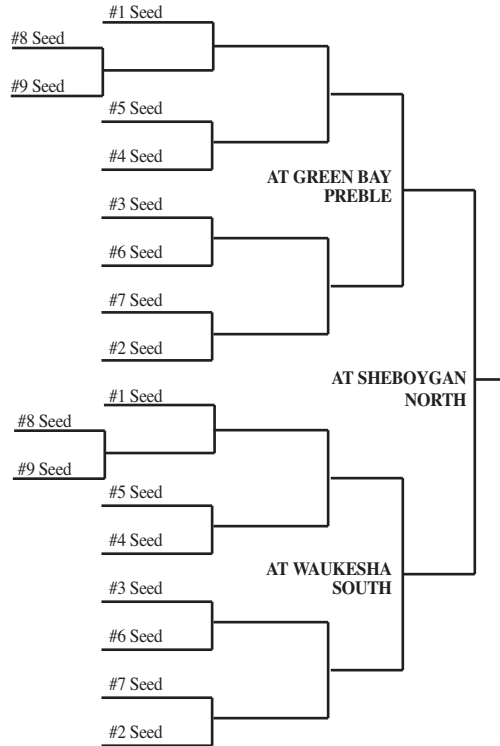 #1 Seed
#8 Seed
#9 Seed
#5 Seed
#4 Seed
AT GREEN BAY
PREBLE
#3 Seed
#6 Seed
#7 Seed
#2 Seed
AT SHEBOYGAN
NORTH
#1 Seed
#8 Seed
#9 Seed
#5 Seed
#4 Seed
AT WAUKESHA
SOUTH
#3 Seed
#6 Seed
#7 Seed
#2 Seed